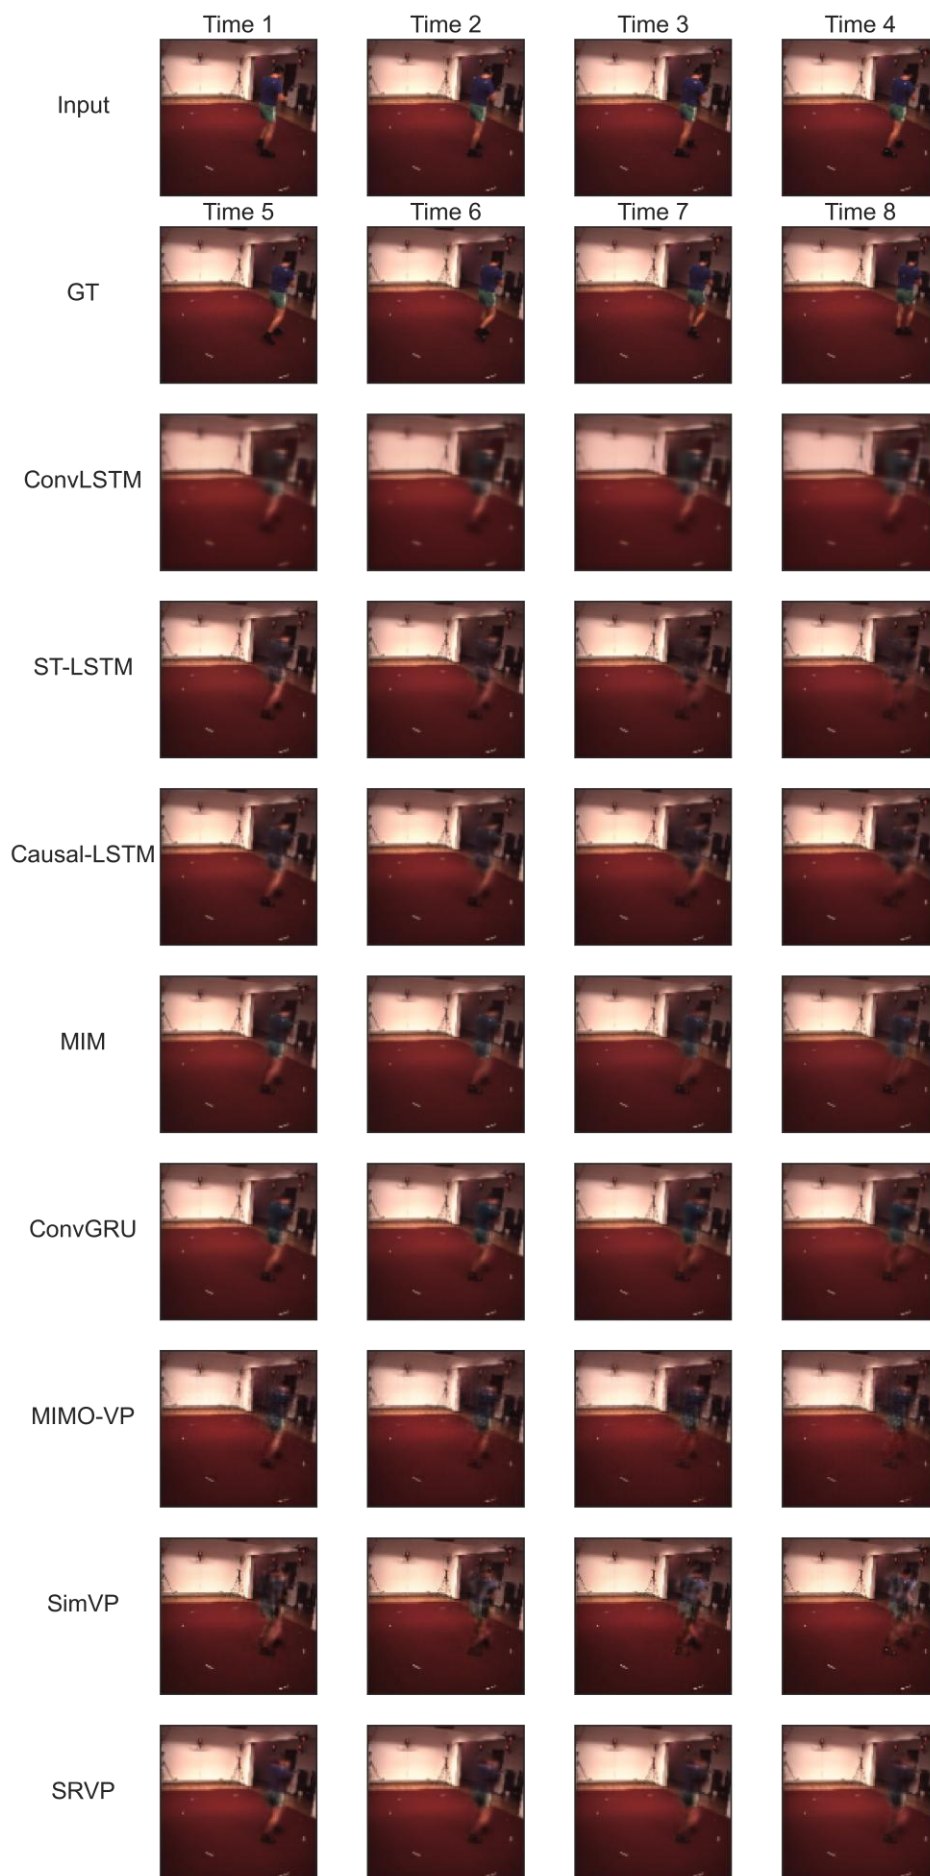 Time 1 Time 2 Time 3 Time 4
Input
Time 5 Time 6 Time 7 Time 8
GT
ConvLSTM
ST-LSTM
Causal-LSTM
MIM
ConvGRU
MIMO-VP
SimVP
SRVP